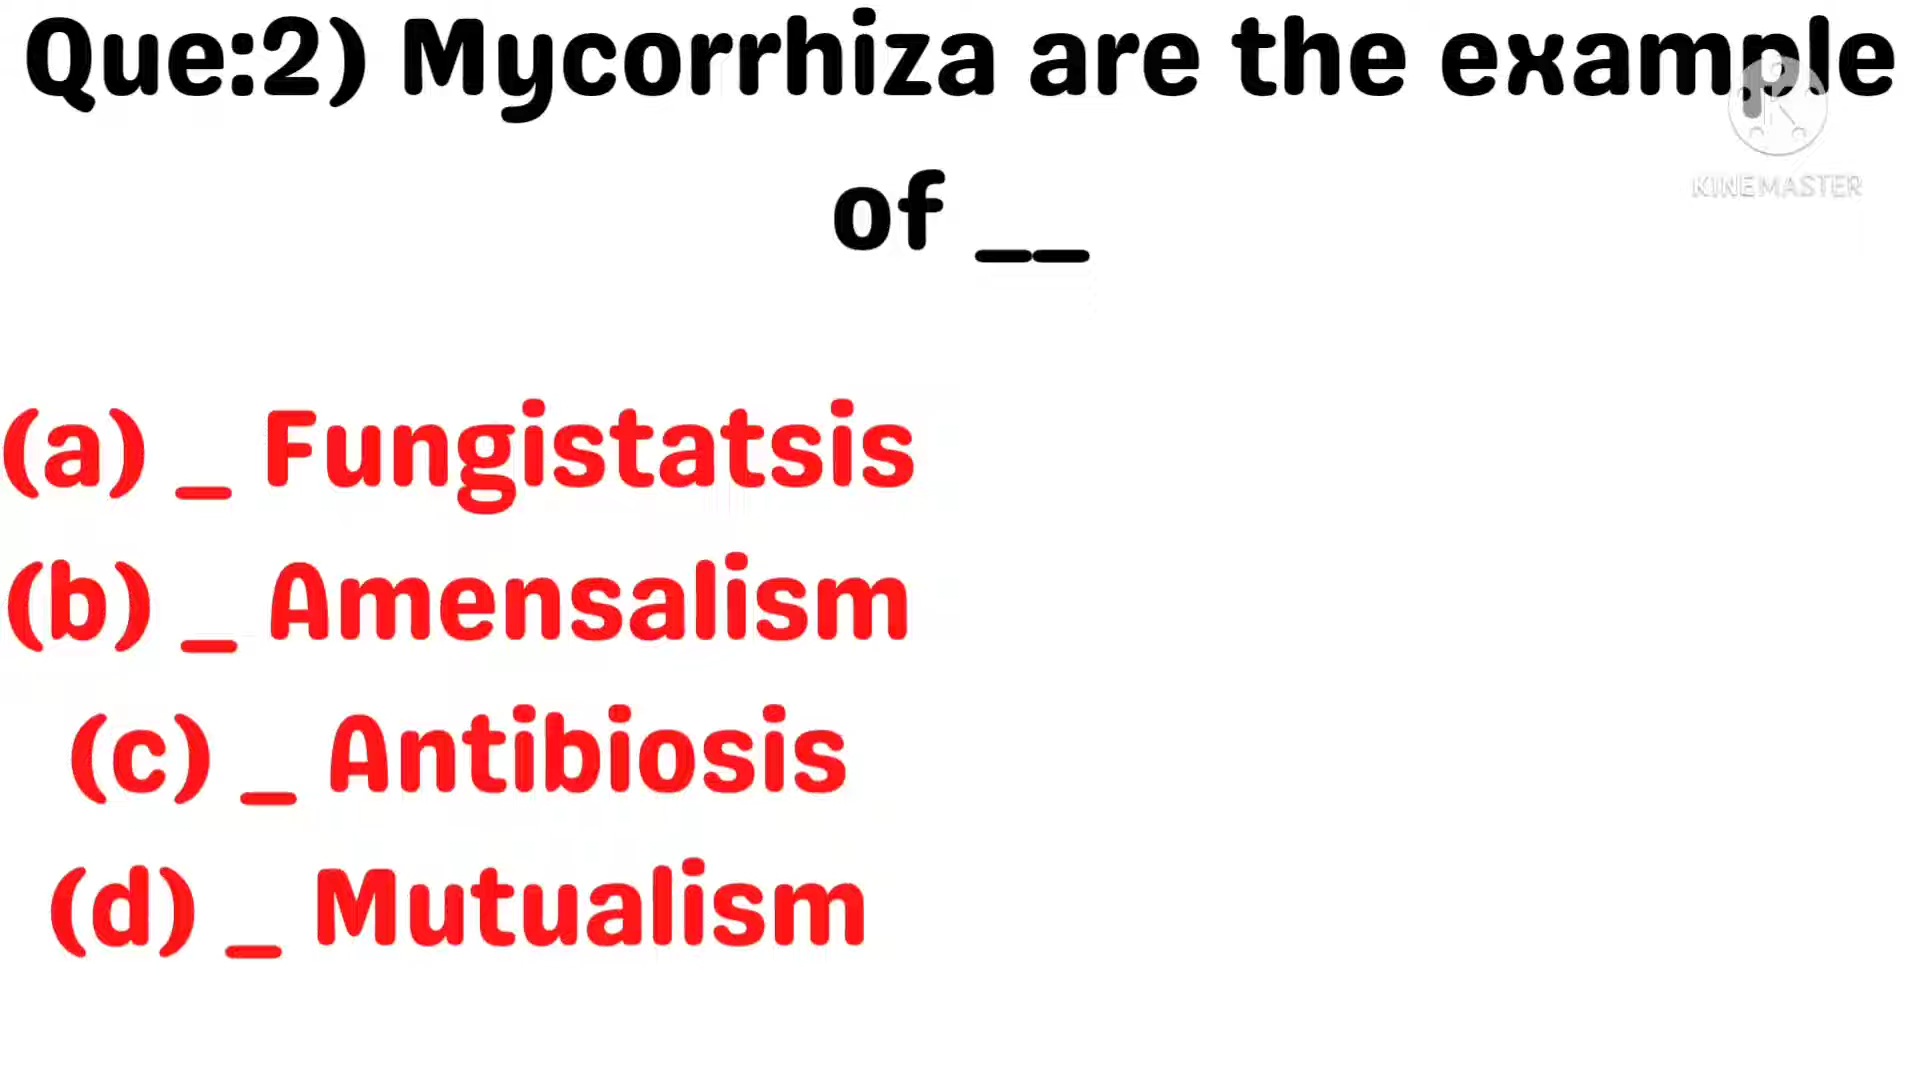 Que:2) Mycorrhiza are the example
of __
KINEMASTER
(a) _ Fungistatsis
(b) _ Amensalism
(c) _ Antibiosis
(d) _ Mutualism